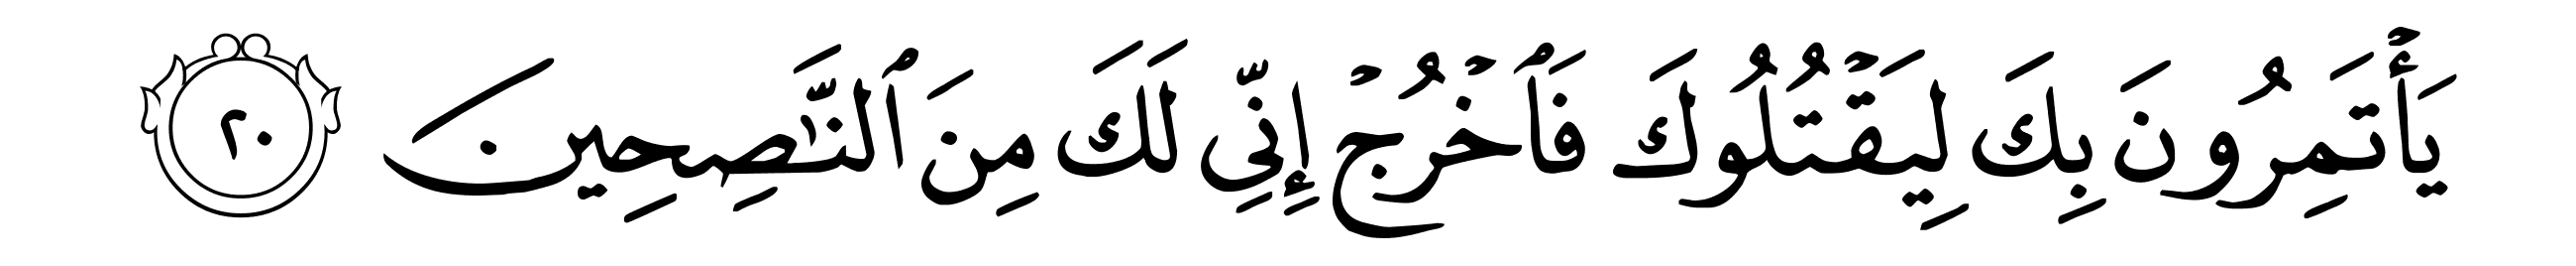 يَأۡتَمِرُونَ بِكَ لِيَقۡتُلُوكَ فَٱخۡرُجۡ إِنِّي لَكَ مِنَ ٱلنَّٰصِحِينَ ٢٠